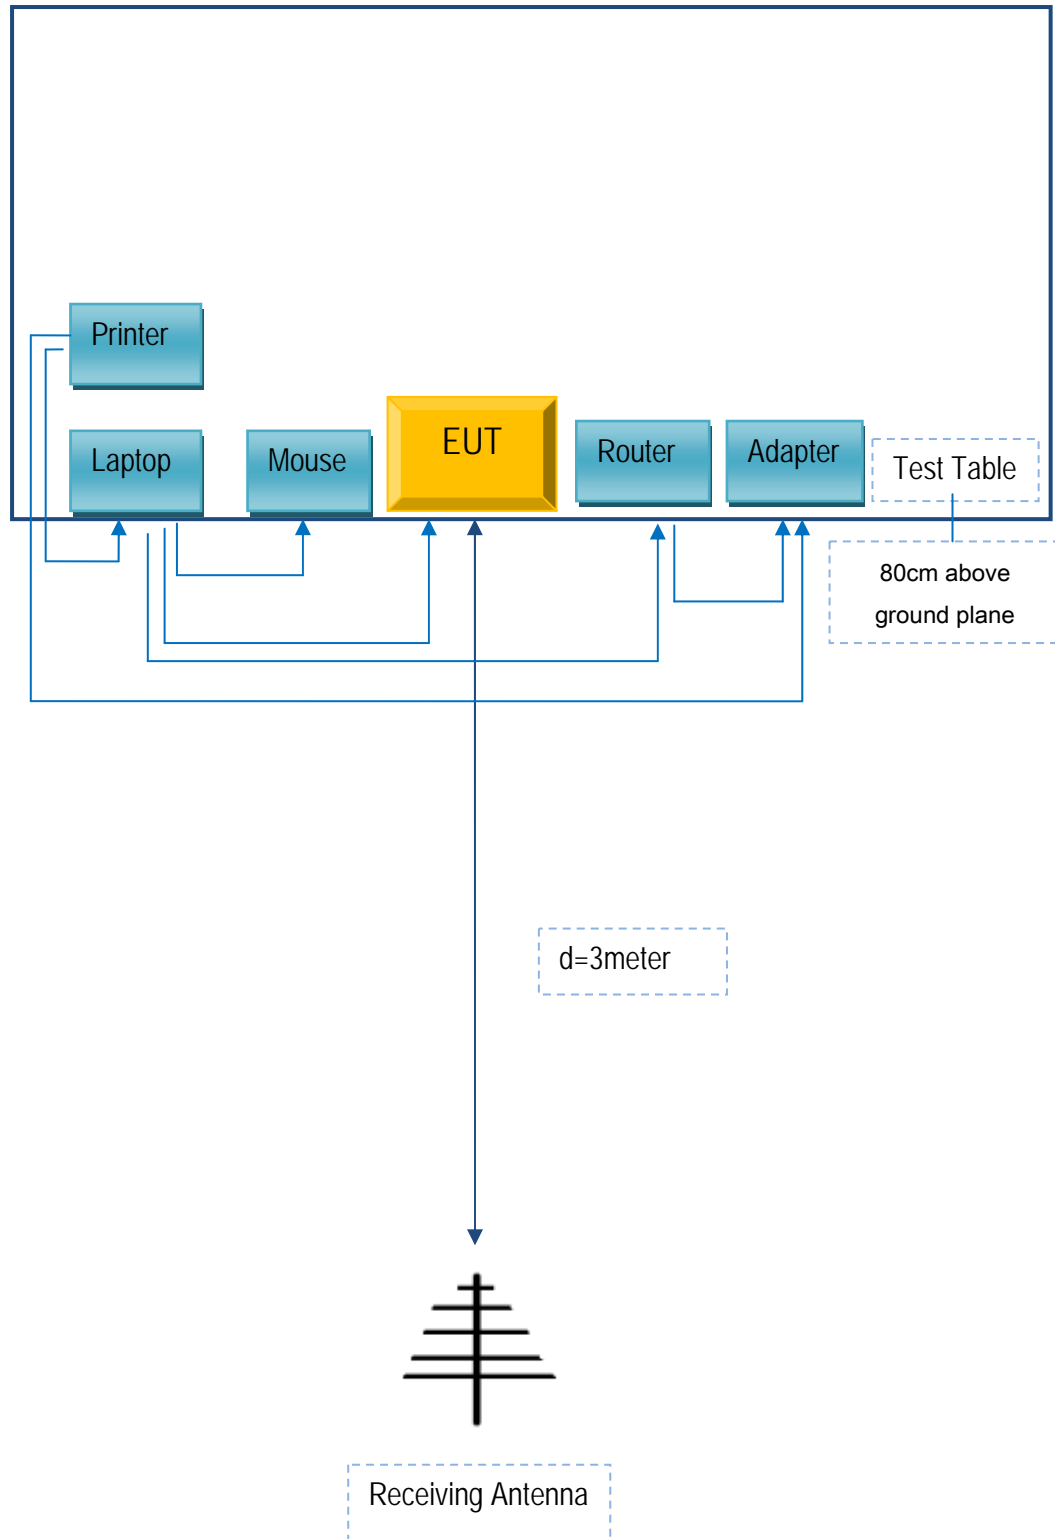 Printer
Laptop
Mouse
EUT
Router
Adapter
Test Table
80cm above
ground plane
d=3meter
Receiving Antenna